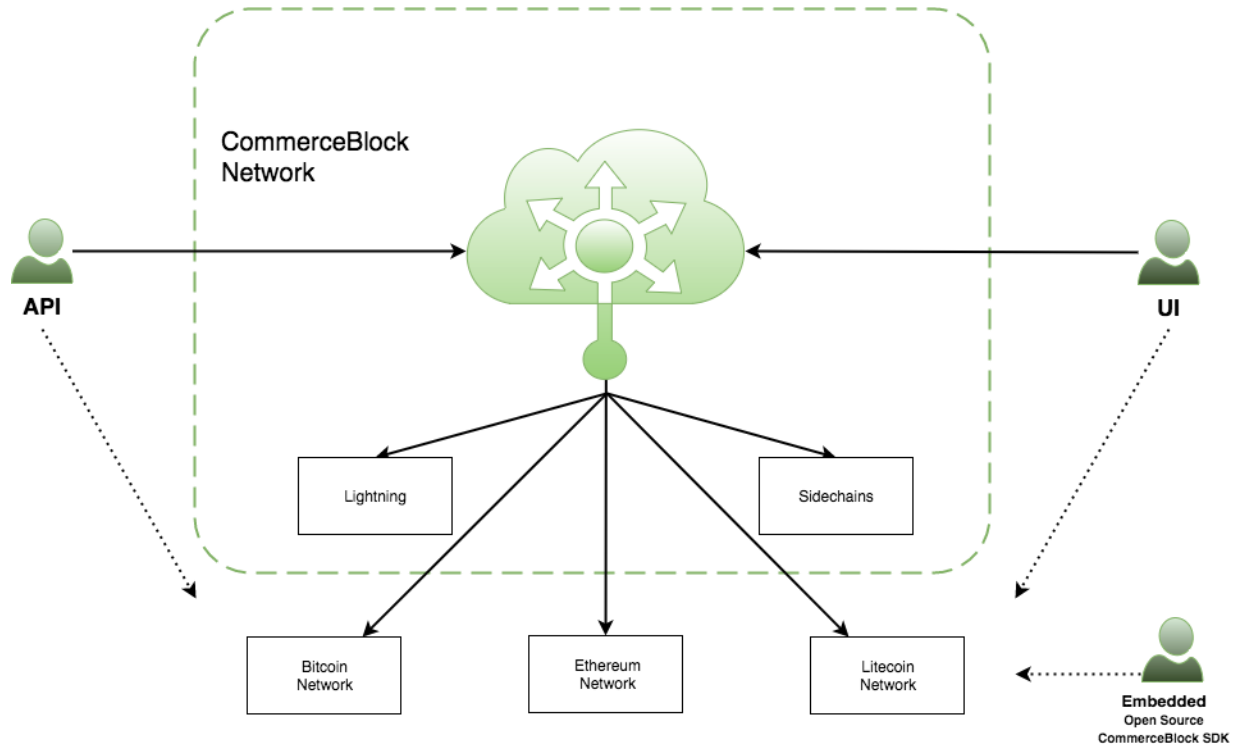 CommerceBlock
Network
API
UI
Lightning
Sidechains
Bitcoin
Network
Ethereum
Network
Litecoin
Network
Embedded
Open Source
CommerceBlock SDK